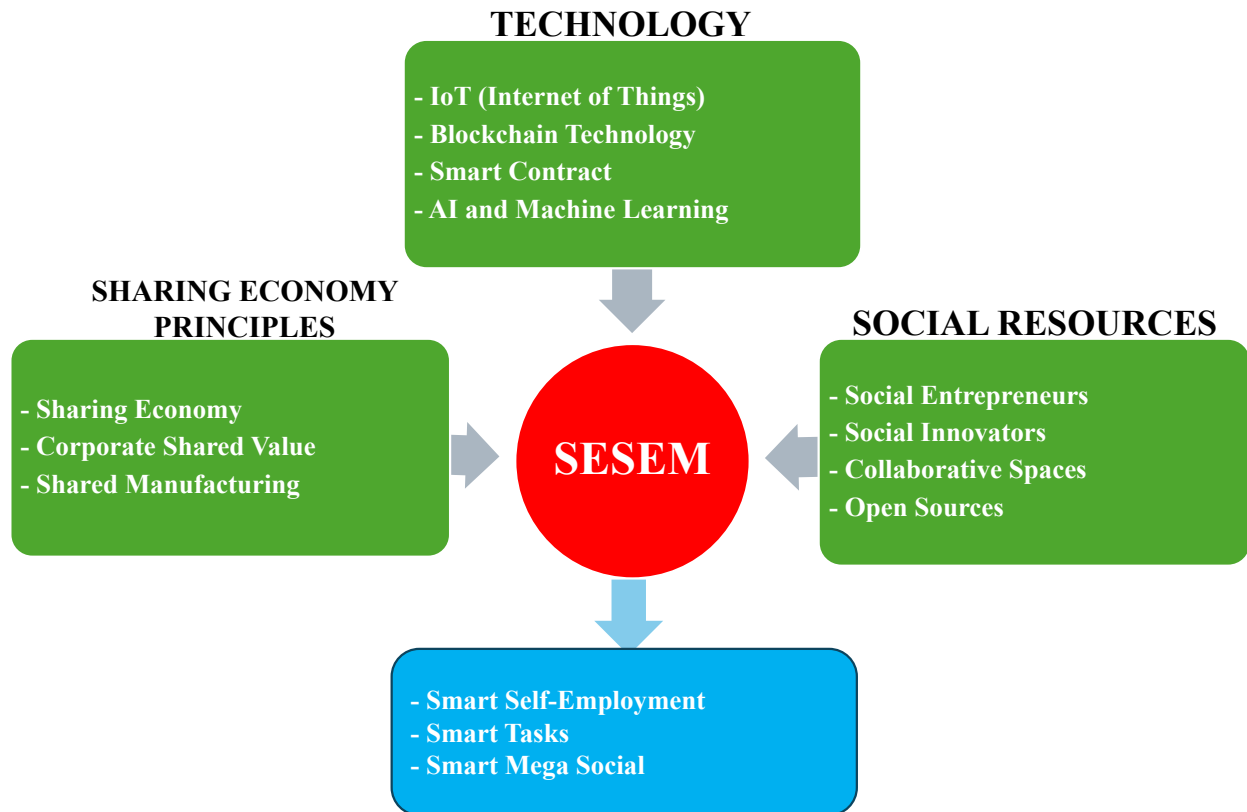 TECHNOLOGY
- IoT (Internet of Things)
- Blockchain Technology
- Smart Contract
- AI and Machine Learning
SHARING ECONOMY
PRINCIPLES
- Sharing Economy
- Corporate Shared Value
- Shared Manufacturing
SESEM
SOCIAL RESOURCES
- Social Entrepreneurs
- Social Innovators
- Collaborative Spaces
- Open Sources
- Smart Self-Employment
- Smart Tasks
- Smart Mega Social